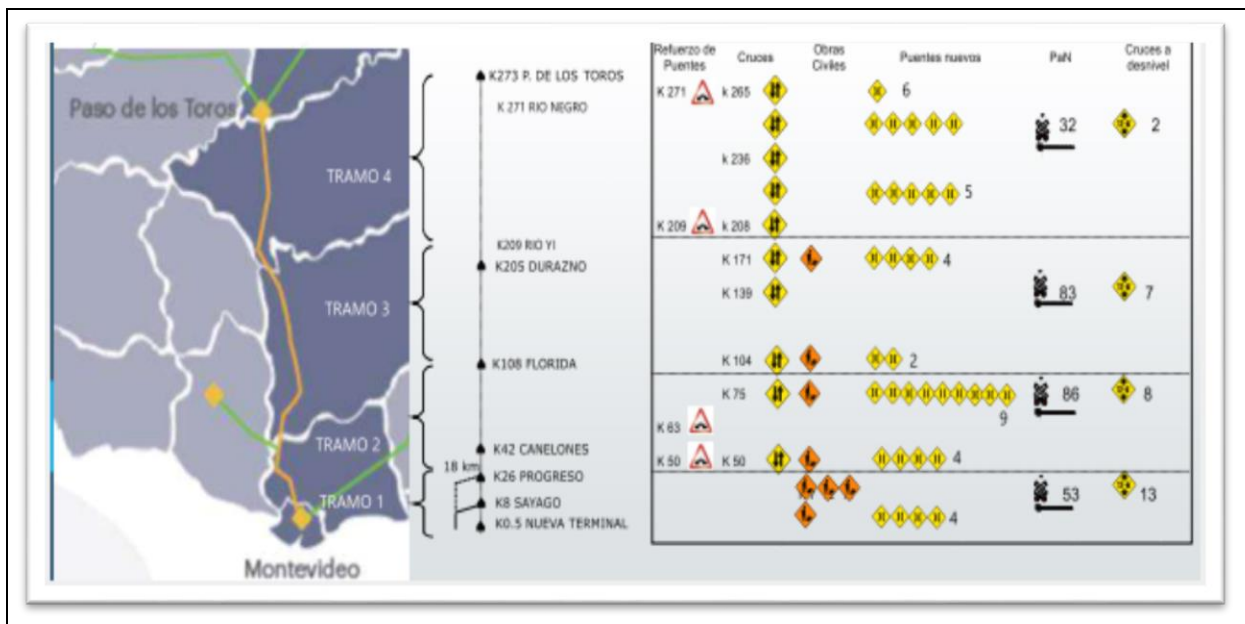 Paso de los Toros
TRAMO 4
TRAMO 3
TRAMO 2
TRAMO 1
Montevideo
K273 P. DE LOS TOROS
K 271 RIO NEGRO
K209 RIO YI
K205 DURAZNO
K108 FLORIDA
K42 CANELONES
18 km
K26 PROGRESO
K8 SAYAGO
K0.5 NUEVA TERMINAL
Refuerzo de Puentes
Cruces
Obras Civiles
Puentes nuevos
PaN
Cruces a desnivel
K 271 k 265 6
32 2
k 236
5
K 209 k 208
K 171 4
K 139 83 7
K 104 2
K 75 86 8
9
K 63
K 50 K 50 4
53 13
4